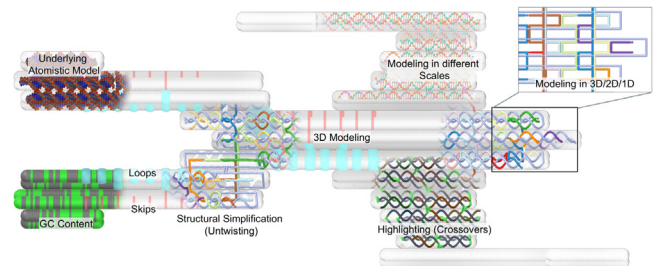 Underlying
Atomistic Model
Modeling in different
Scales
Modeling in 3D/2D/1D
3D Modeling
Loops
Skips
GC Content
Structural Simplification
(Untwisting)
Highlighting (Crossovers)